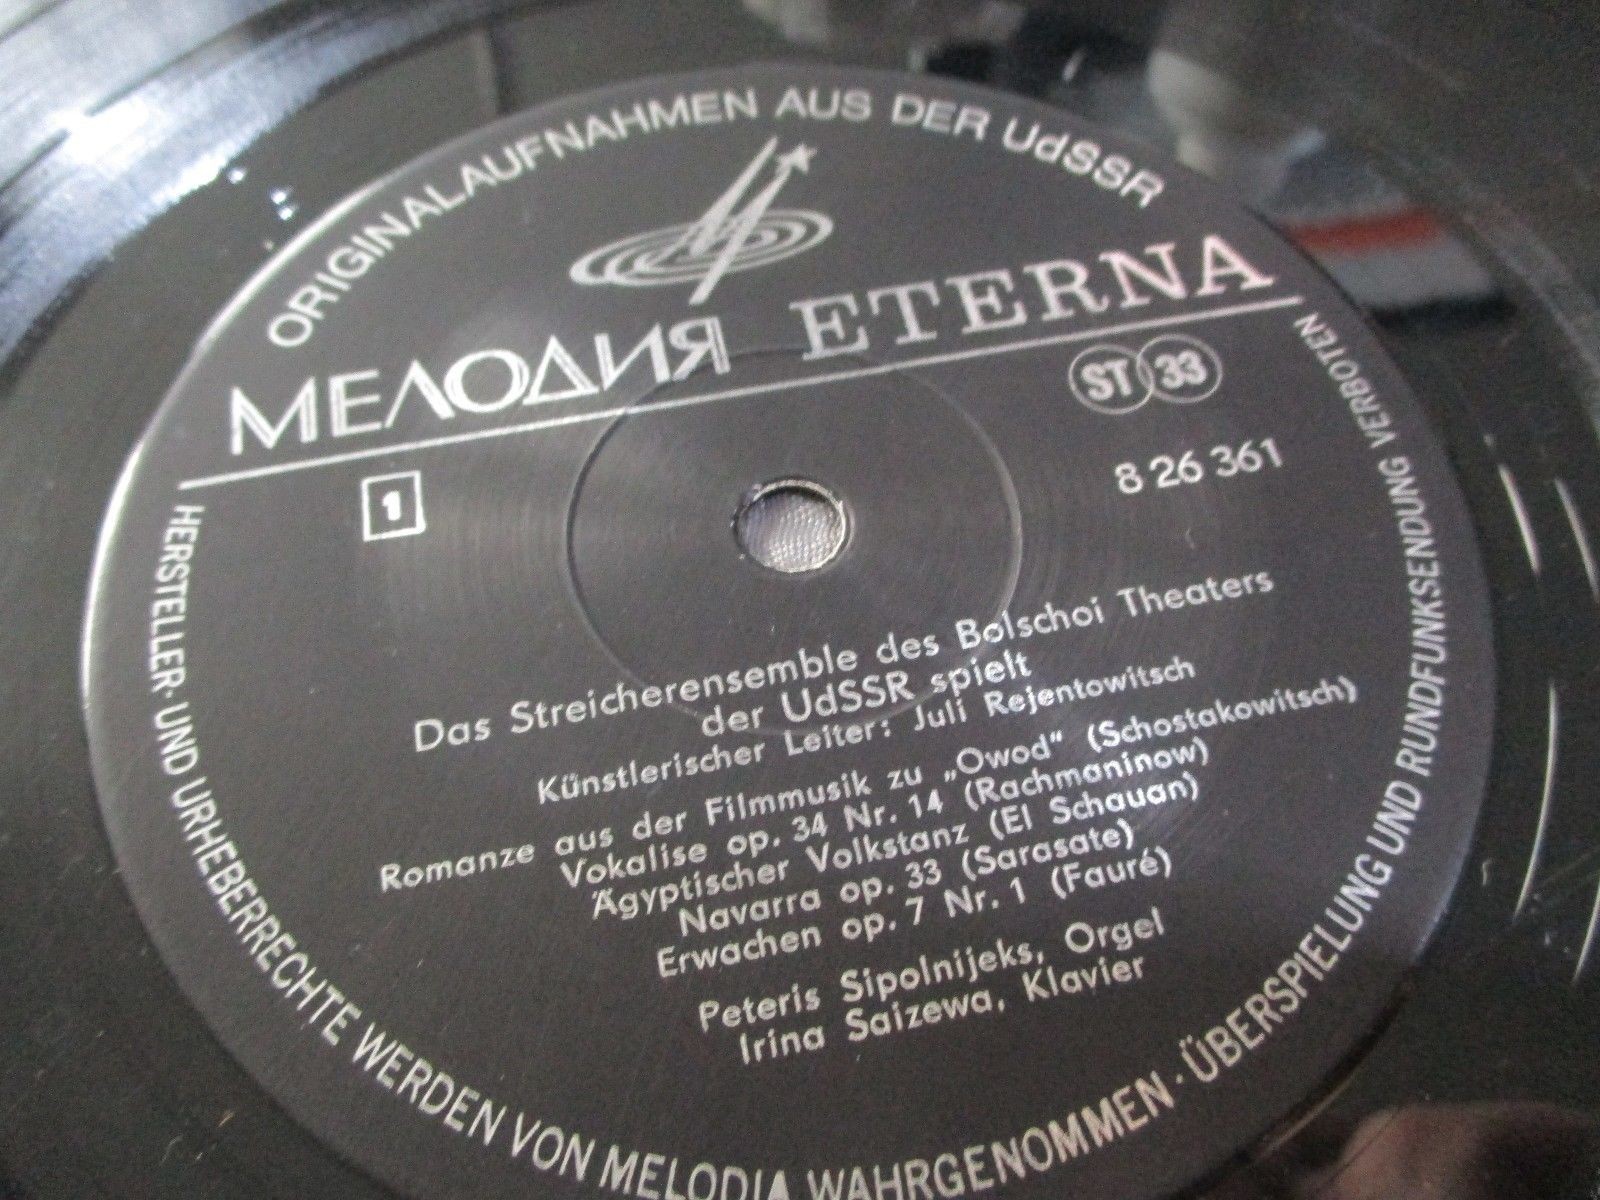 ORIGINALAUFNAHMEN AUS DER UdSSR
МЕЛОДИЯ ETERNA
ST 33
1
8 26 361
Das Streicherensemble des Bolschoi Theaters
der UdSSR spielt
Künstlerischer Leiter: Juli Rejentowitsch
Romanze aus der Filmmusik zu „Owod“ (Schostakowitsch)
Vokalise op. 34 Nr. 14 (Rachmaninow)
Ägyptischer Volkstanz (El Schauan)
Navarra op. 33 (Sarasate)
Erwachen op. 7 Nr. 1 (Fauré)
Peteris Sipolnijeks, Orgel
Irina Saizewa, Klavier
HERSTELLER- UND URHEBERRECHTE WERDEN VON MELODIA WAHRGENOMMEN · ÜBERSPIELUNG UND RUNDFUNKSENDUNG VERBOTEN